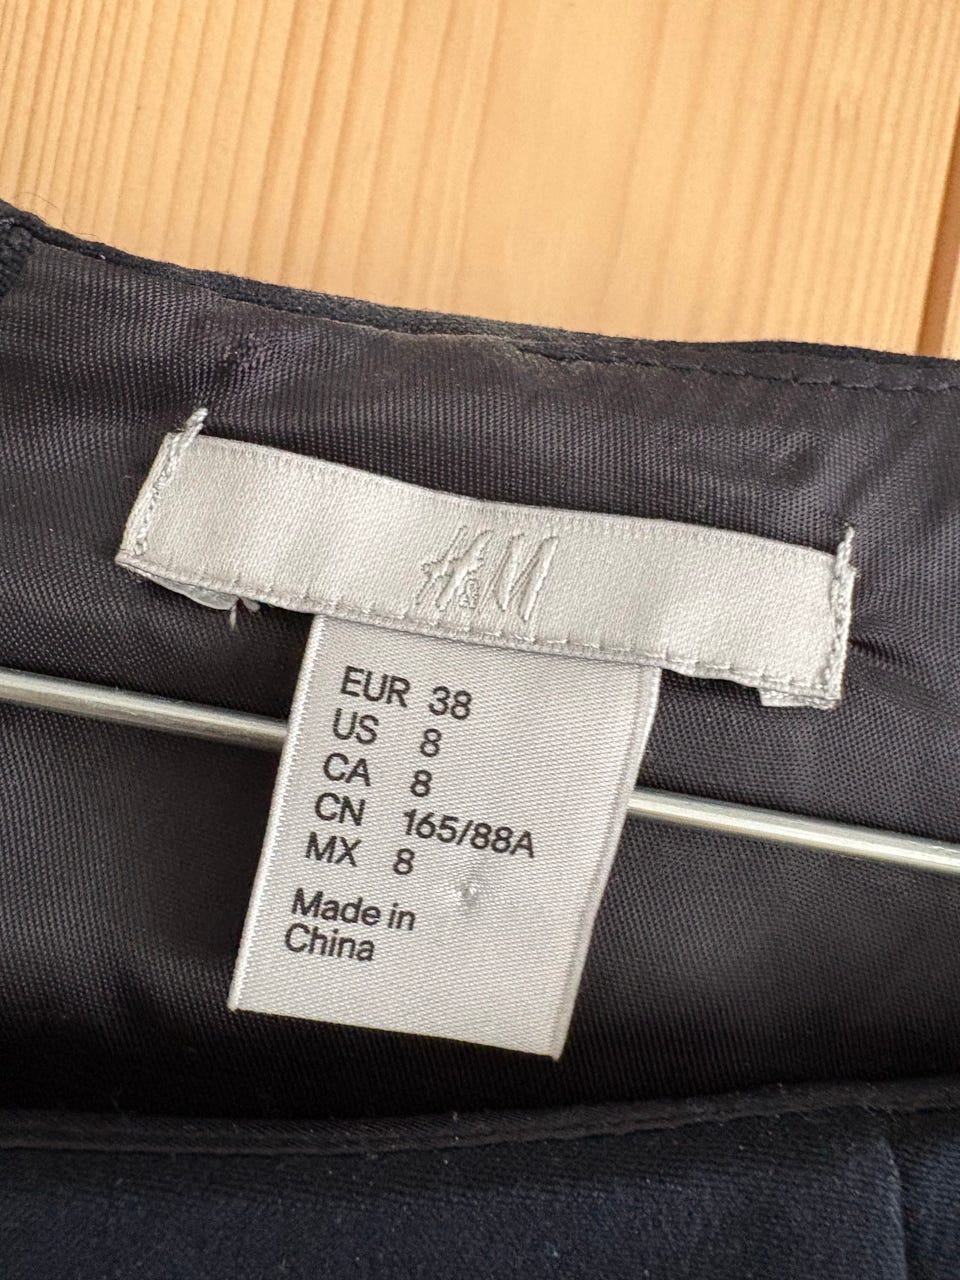 H&M
EUR 38
US 8
CA 8
CN 165/88A
MX 8
Made in
China